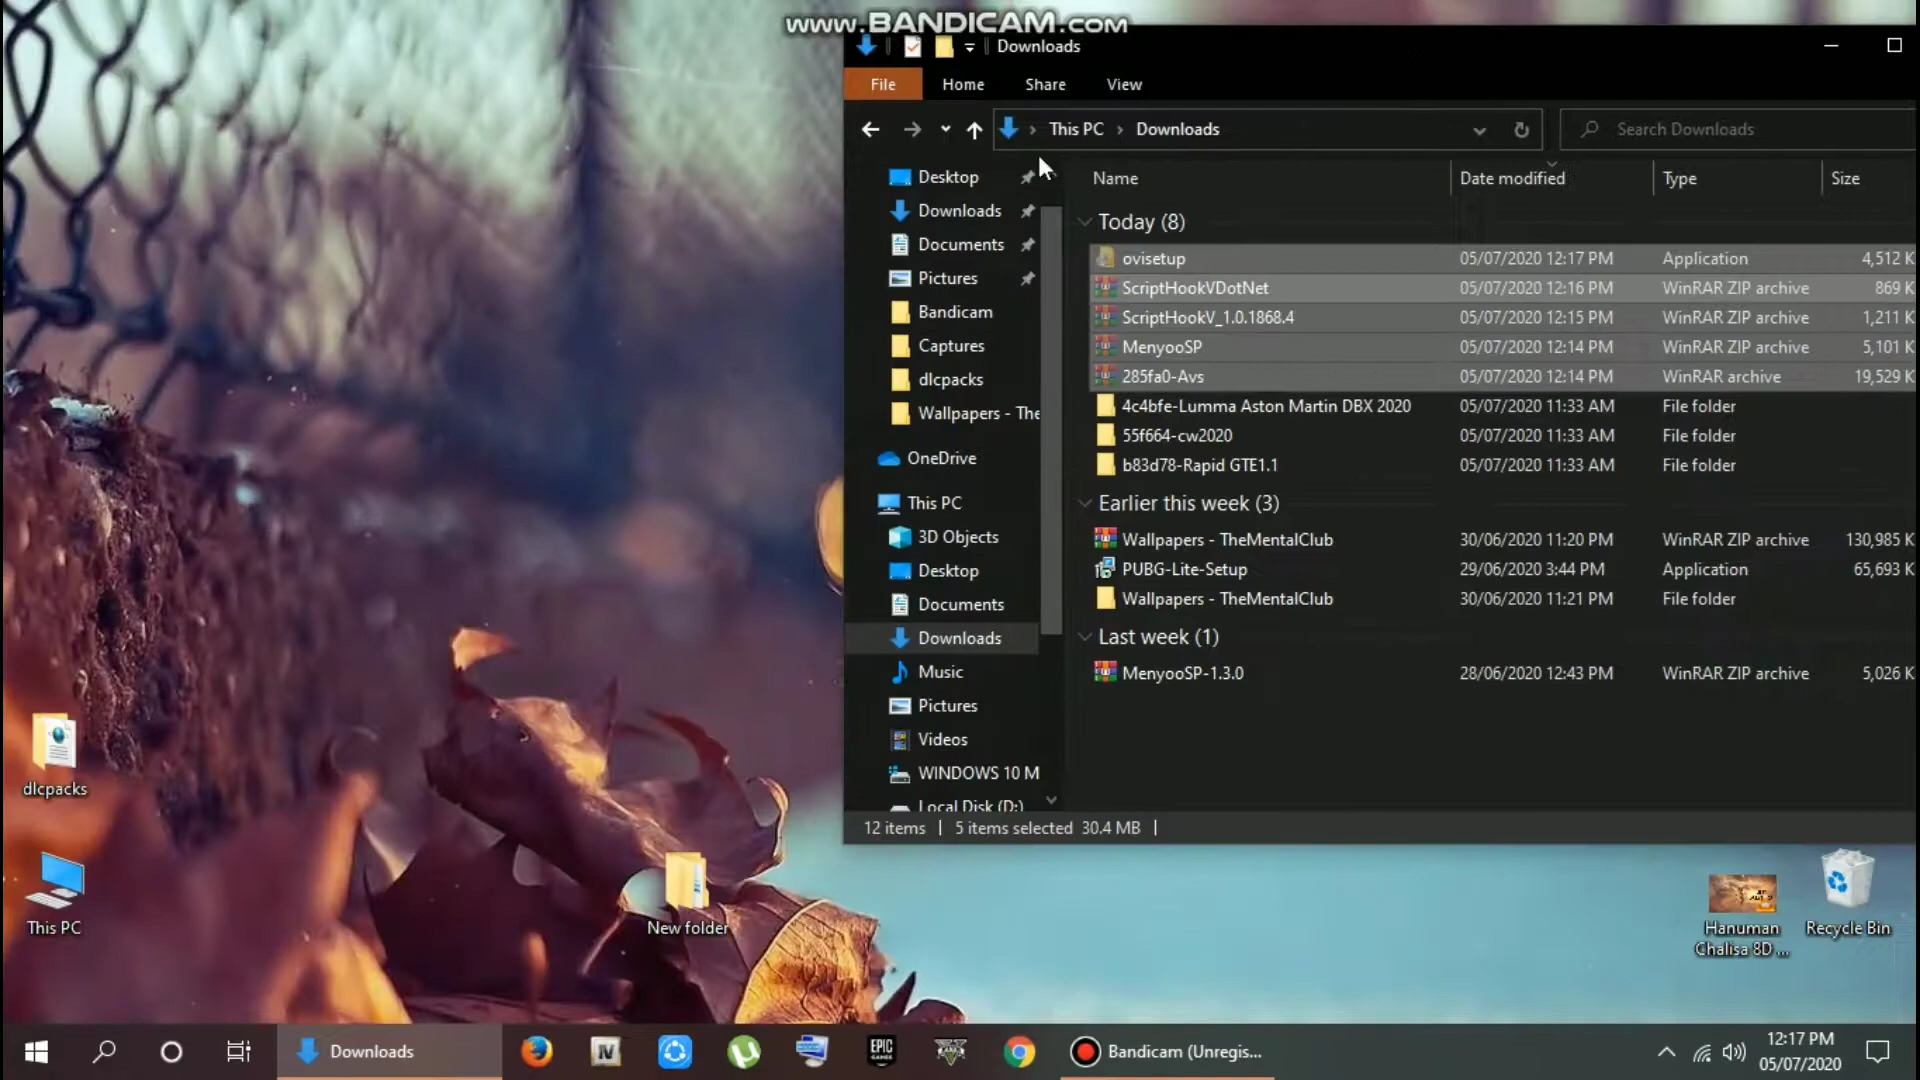 www.BANDICAM.com
Downloads
File Home Share View
This PC Downloads Search Downloads
Name Date modified Type Size
Desktop
Downloads
Documents
Pictures
Bandicam
Captures
dlcpacks
Wallpapers - The
OneDrive
This PC
3D Objects
Desktop
Documents
Downloads
Music
Pictures
Videos
WINDOWS 10 M
Local Disk (D:)
Today (8)
ovisetup 05/07/2020 12:17 PM Application 4,512 K
ScriptHookVDotNet 05/07/2020 12:16 PM WinRAR ZIP archive 869 K
ScriptHookV_1.0.1868.4 05/07/2020 12:15 PM WinRAR ZIP archive 1,211 K
MenyooSP 05/07/2020 12:14 PM WinRAR ZIP archive 5,101 K
285fa0-Avs 05/07/2020 12:14 PM WinRAR archive 19,529 K
4c4bfe-Lumma Aston Martin DBX 2020 05/07/2020 11:33 AM File folder
55f664-cw2020 05/07/2020 11:33 AM File folder
b83d78-Rapid GTE1.1 05/07/2020 11:33 AM File folder
Earlier this week (3)
Wallpapers - TheMentalClub 30/06/2020 11:20 PM WinRAR ZIP archive 130,985 K
PUBG-Lite-Setup 29/06/2020 3:44 PM Application 65,693 K
Wallpapers - TheMentalClub 30/06/2020 11:21 PM File folder
Last week (1)
MenyooSP-1.3.0 28/06/2020 12:43 PM WinRAR ZIP archive 5,026 K
12 items 5 items selected 30.4 MB
dlcpacks
This PC
New folder
Hanuman
Chalisa 8D ...
Recycle Bin
Downloads
IV
EPIC
GAMES
V
Bandicam (Unregis...
12:17 PM
05/07/2020